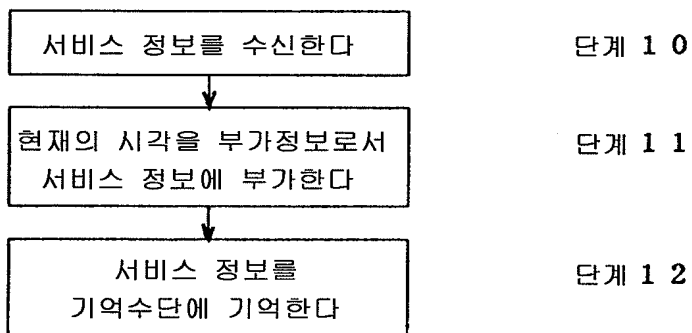 서비스 정보를 수신한다
단계 1 0
현재의 시각을 부가정보로서
서비스 정보에 부가한다
단계 1 1
서비스 정보를
기억수단에 기억한다
단계 1 2